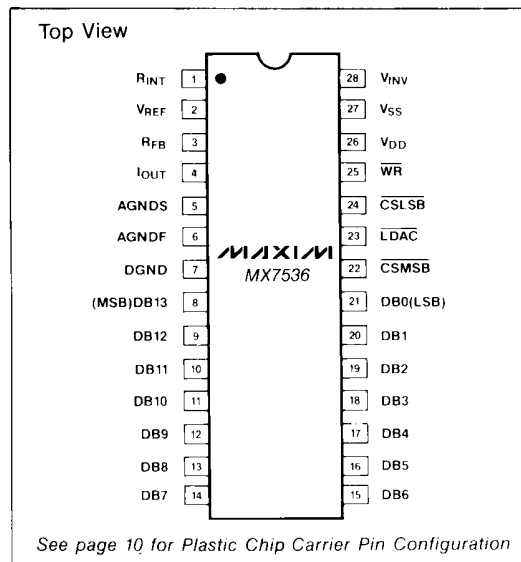 Top View
RINT 1 28 VINV
VREF 2 27 VSS
RFB 3 26 VDD
IOUT 4 25 WR
AGNDS 5 24 CSLSB
AGNDF 6 23 LDAC
MAXIM
DGND 7 22 CSMSB
MX7536
(MSB)DB13 8 21 DB0(LSB)
DB12 9 20 DB1
DB11 10 19 DB2
DB10 11 18 DB3
DB9 12 17 DB4
DB8 13 16 DB5
DB7 14 15 DB6
See page 10 for Plastic Chip Carrier Pin Configuration